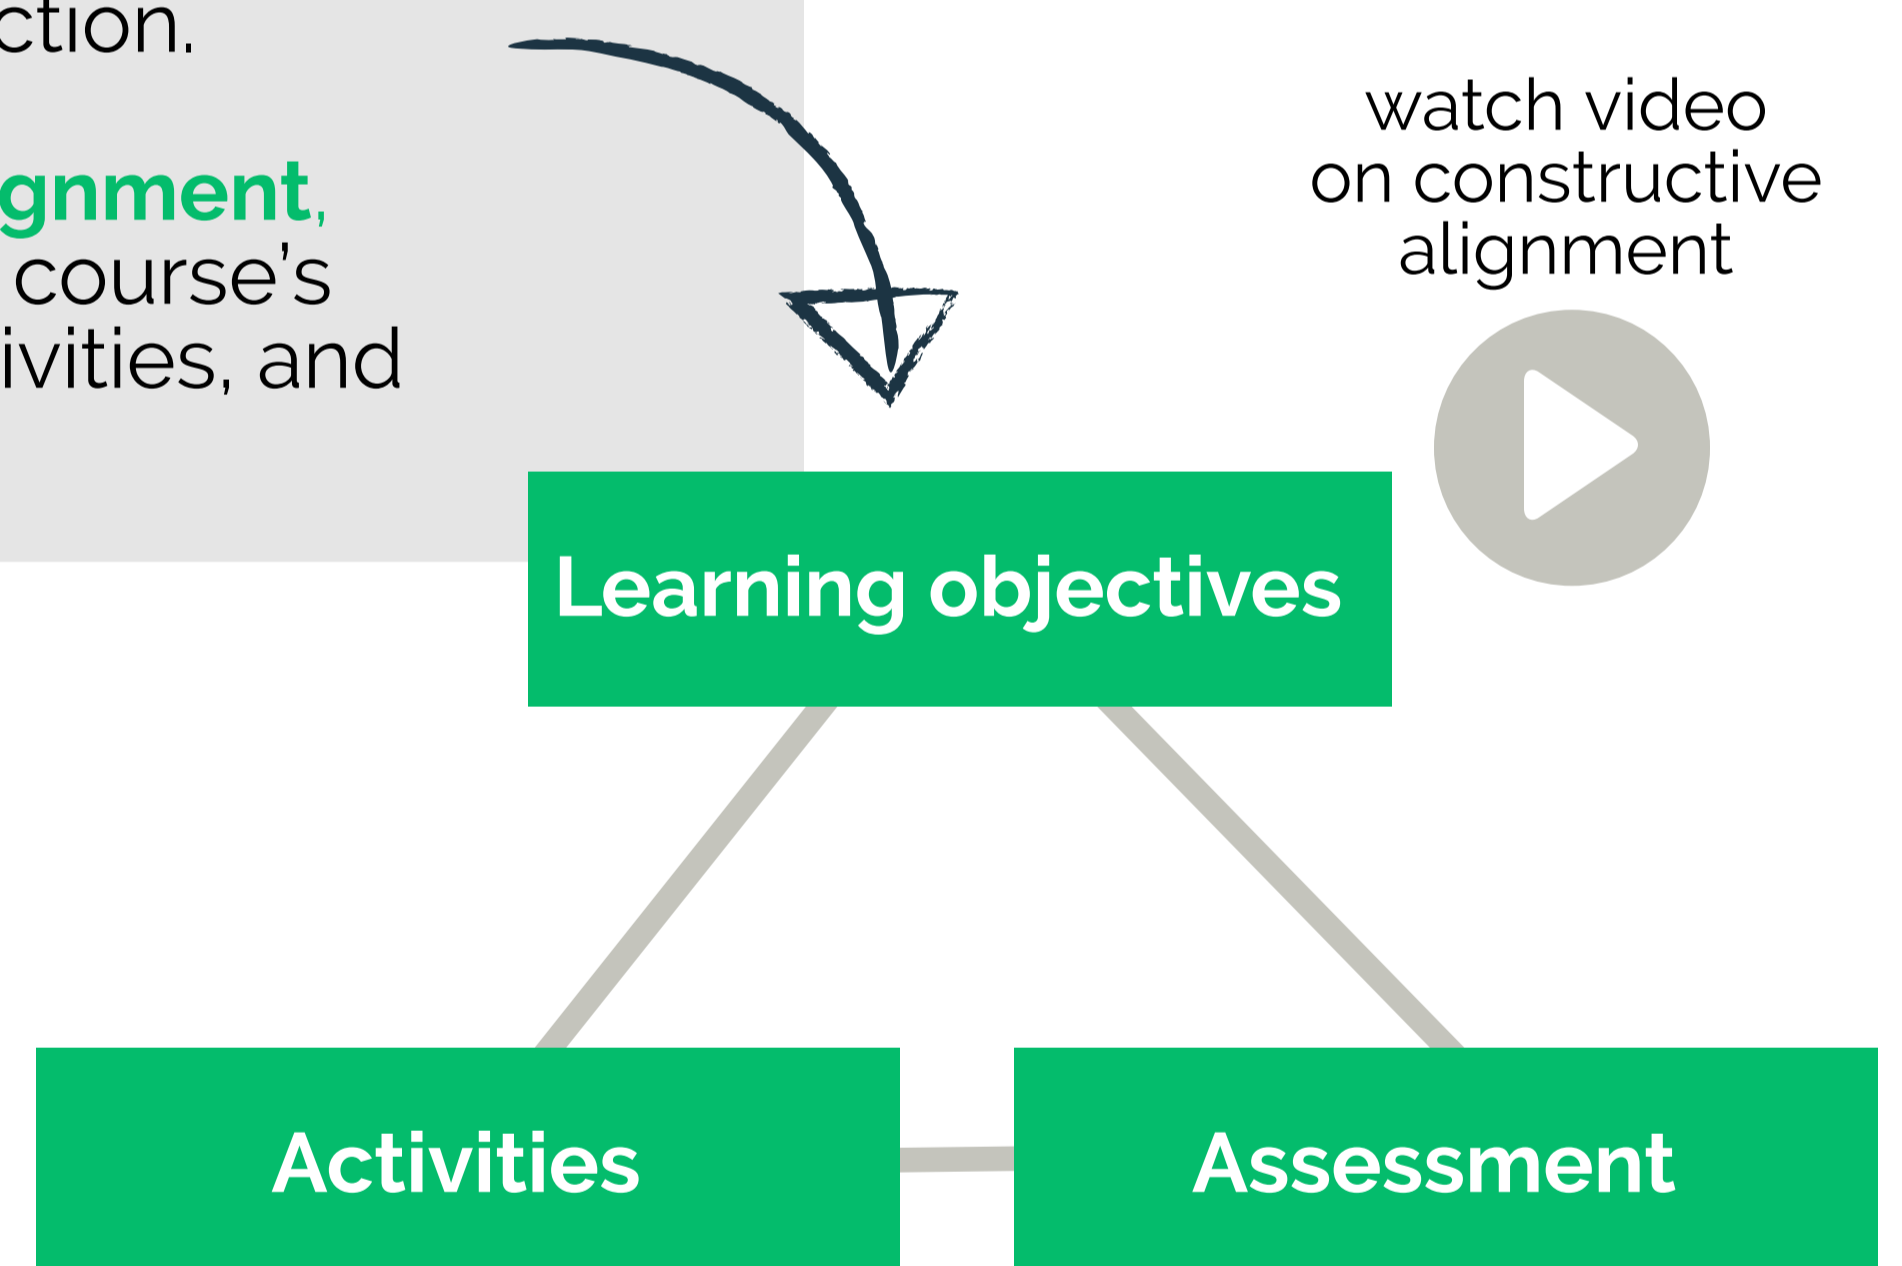 ction.
gnment,
course’s
ivities, and
watch video
on constructive
alignment
Learning objectives
Activities
Assessment